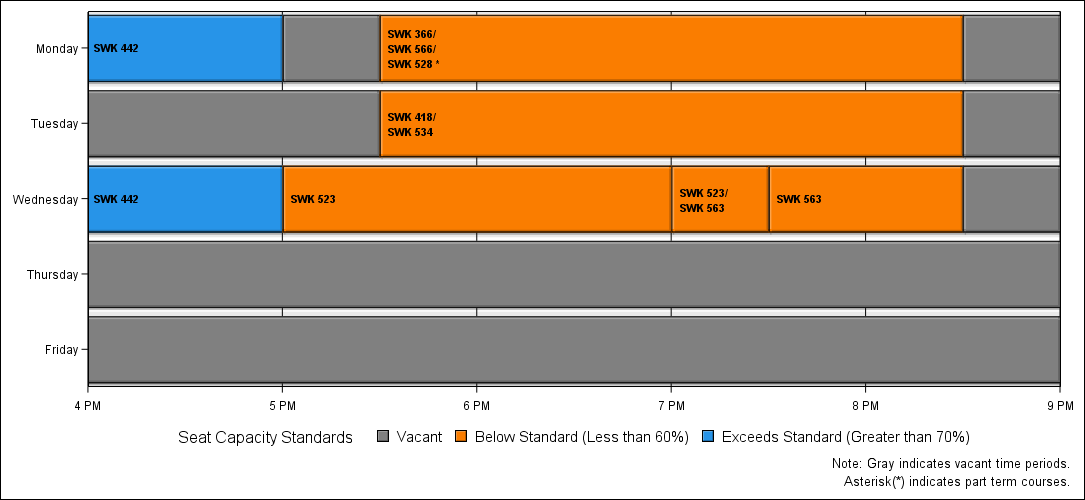 Monday
SWK 442
SWK 366/
SWK 566/
SWK 528 *
Tuesday
SWK 418/
SWK 534
Wednesday
SWK 442
SWK 523
SWK 523/
SWK 563
SWK 563
Thursday
Friday
4 PM 5 PM 6 PM 7 PM 8 PM 9 PM
Seat Capacity Standards Vacant Below Standard (Less than 60%) Exceeds Standard (Greater than 70%)
Note: Gray indicates vacant time periods.
Asterisk(*) indicates part term courses.